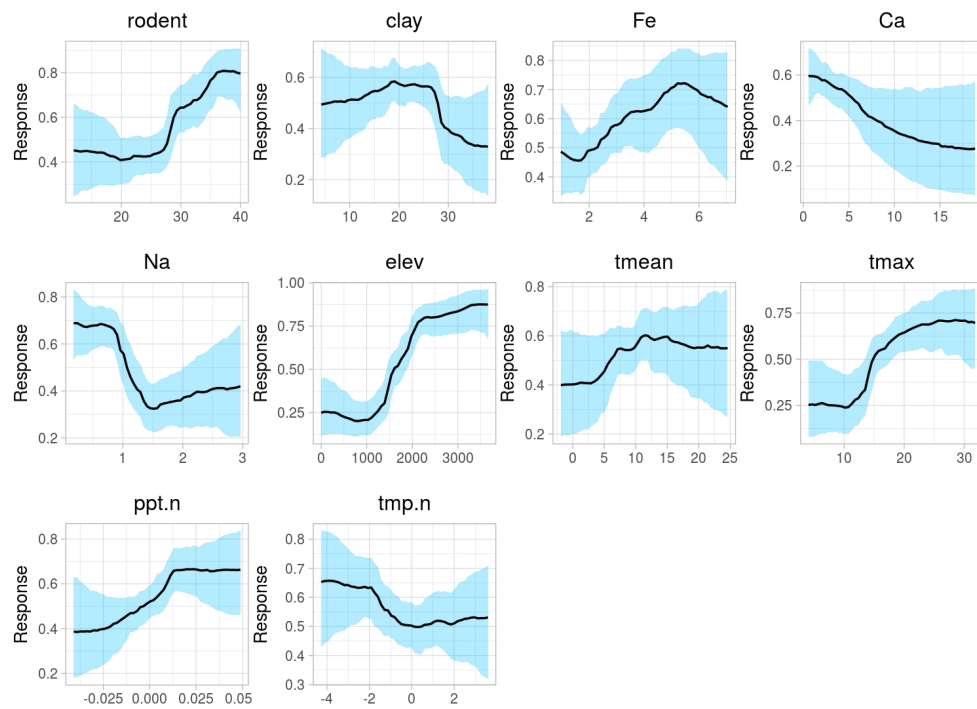 rodent clay Fe Ca
Response Response Response Response
0.8 0.6 0.4
0.6 0.4 0.2
0.8 0.7 0.6 0.5 0.4
0.6 0.4 0.2
20 30 40 10 20 30 2 4 6 0 5 10 15
Na elev tmean tmax
Response Response Response Response
0.8 0.6 0.4 0.2
1.00 0.75 0.50 0.25
0.8 0.6 0.4 0.2
0.75 0.50 0.25
1 2 3 0 1000 2000 3000 0 5 10 15 20 25 10 20 30
ppt.n tmp.n
Response Response
0.8 0.6 0.4 0.2
0.8 0.7 0.6 0.5 0.4 0.3
-0.025 0.000 0.025 0.05 -4 -2 0 2